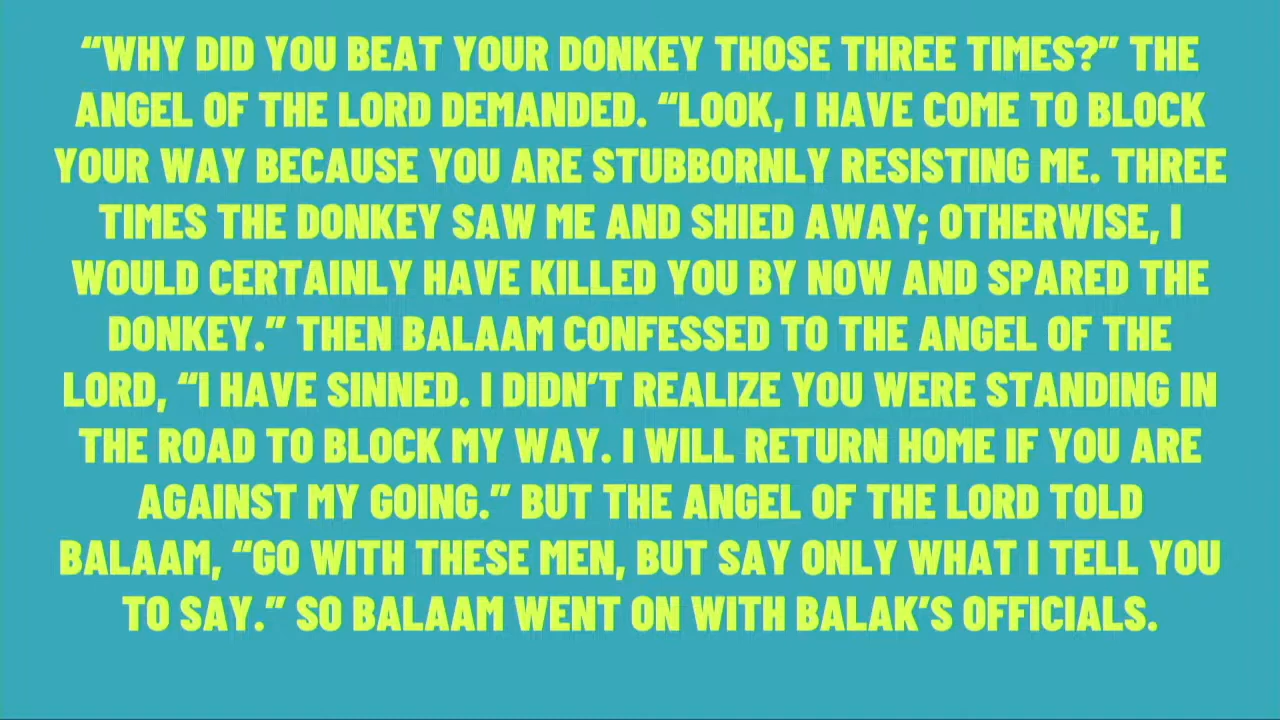 “WHY DID YOU BEAT YOUR DONKEY THOSE THREE TIMES?” THE
ANGEL OF THE LORD DEMANDED. “LOOK, I HAVE COME TO BLOCK
YOUR WAY BECAUSE YOU ARE STUBBORNLY RESISTING ME. THREE
TIMES THE DONKEY SAW ME AND SHIED AWAY; OTHERWISE, I
WOULD CERTAINLY HAVE KILLED YOU BY NOW AND SPARED THE
DONKEY.” THEN BALAAM CONFESSED TO THE ANGEL OF THE
LORD, “I HAVE SINNED. I DIDN’T REALIZE YOU WERE STANDING IN
THE ROAD TO BLOCK MY WAY. I WILL RETURN HOME IF YOU ARE
AGAINST MY GOING.” BUT THE ANGEL OF THE LORD TOLD
BALAAM, “GO WITH THESE MEN, BUT SAY ONLY WHAT I TELL YOU
TO SAY.” SO BALAAM WENT ON WITH BALAK’S OFFICIALS.